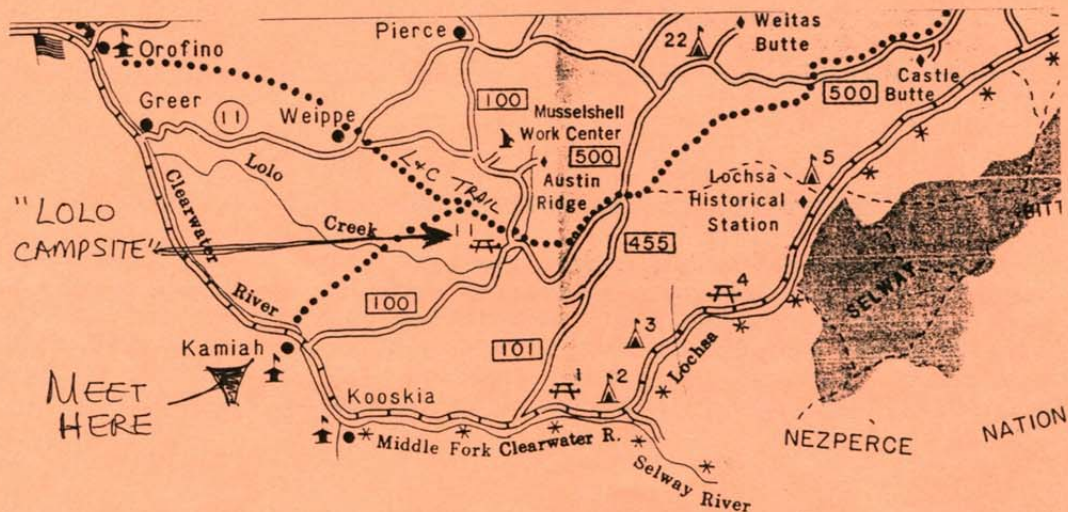 Orofino
Pierce
22
Weitas
Butte
Castle
Butte
500
Greer
11
Weippe
100
Musselshell
Work Center
500
Austin
Ridge
Lolo
Creek
L&C TRAIL
"LOLO
CAMPSITE"
11
Lochsa
Historical
Station
5
BITT
Clearwater
River
455
SELWAY
100
4
3
Kamiah
101
Lochsa
MEET
HERE
1
2
Kooskia
Middle Fork Clearwater R.
Selway River
NEZPERCE
NATION